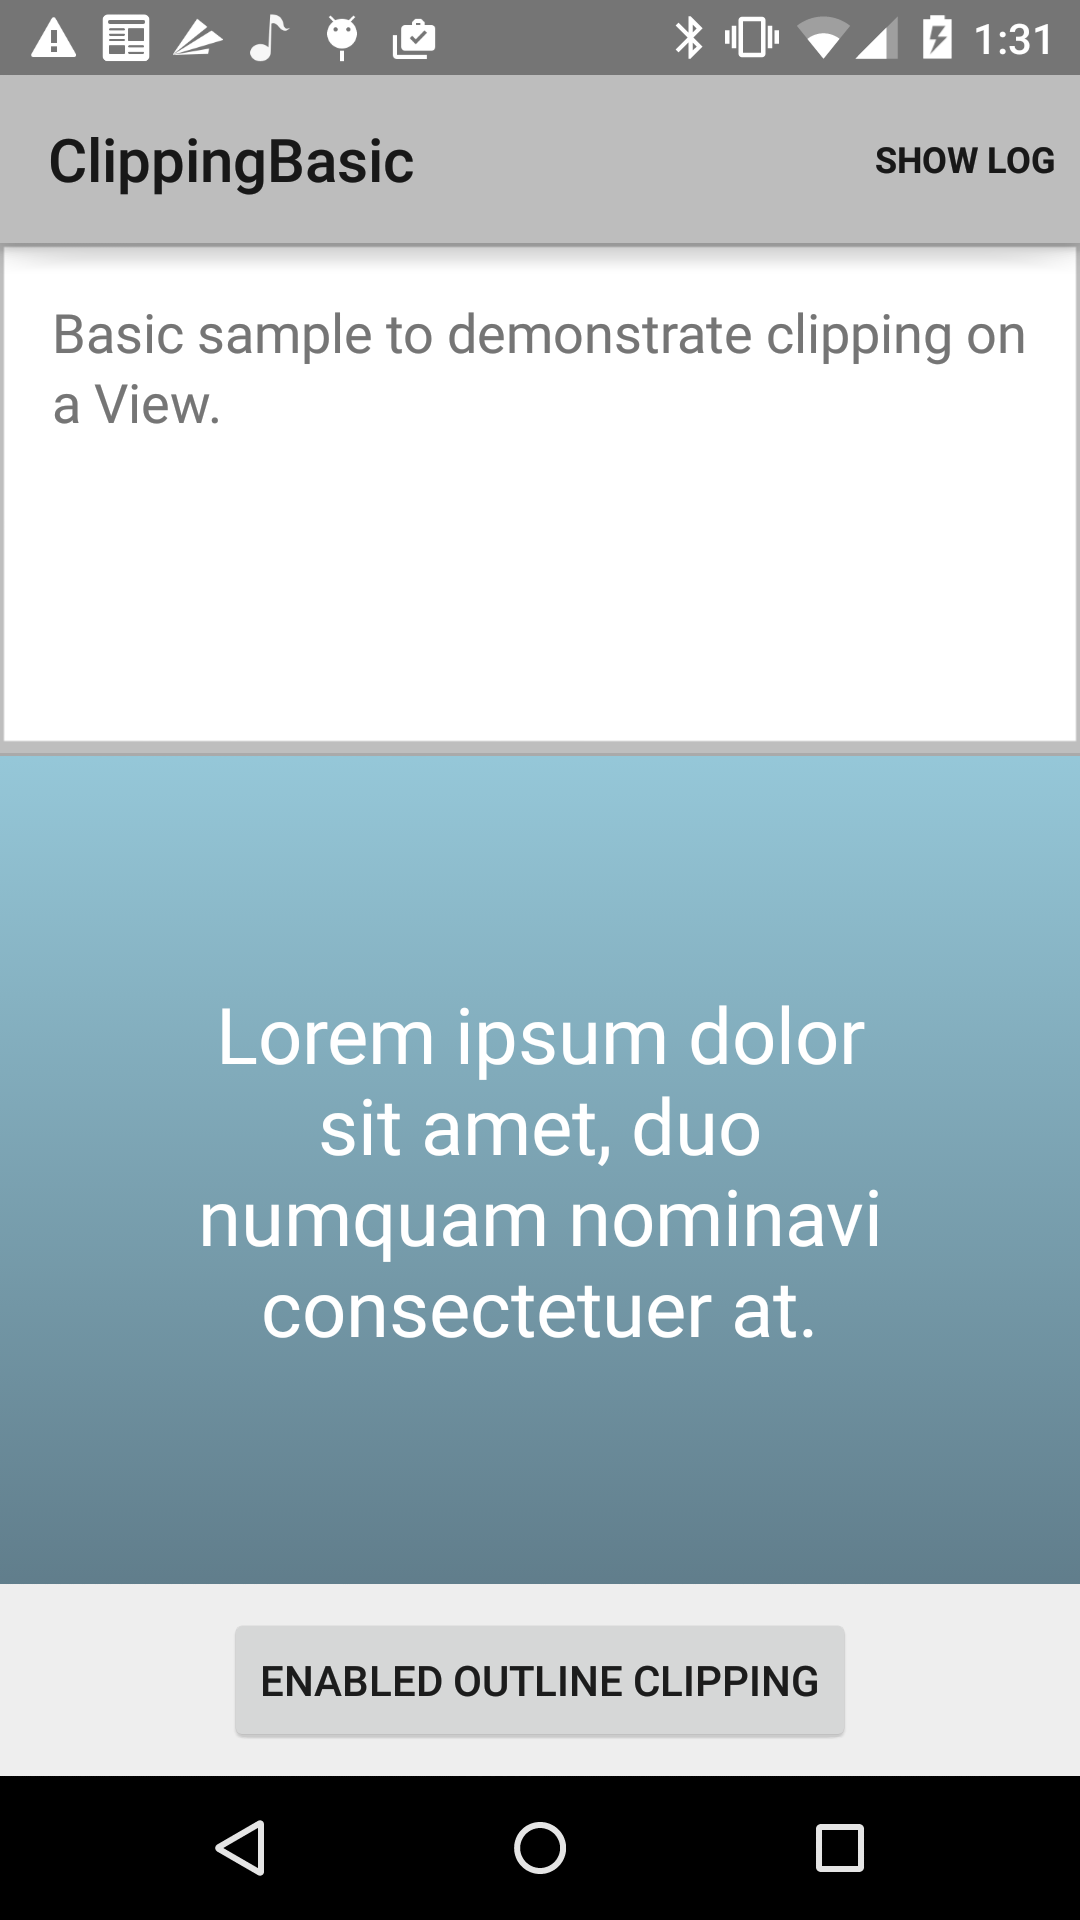 1:31
ClippingBasic
SHOW LOG
Basic sample to demonstrate clipping on
a View.
Lorem ipsum dolor
sit amet, duo
numquam nominavi
consectetuer at.
ENABLED OUTLINE CLIPPING